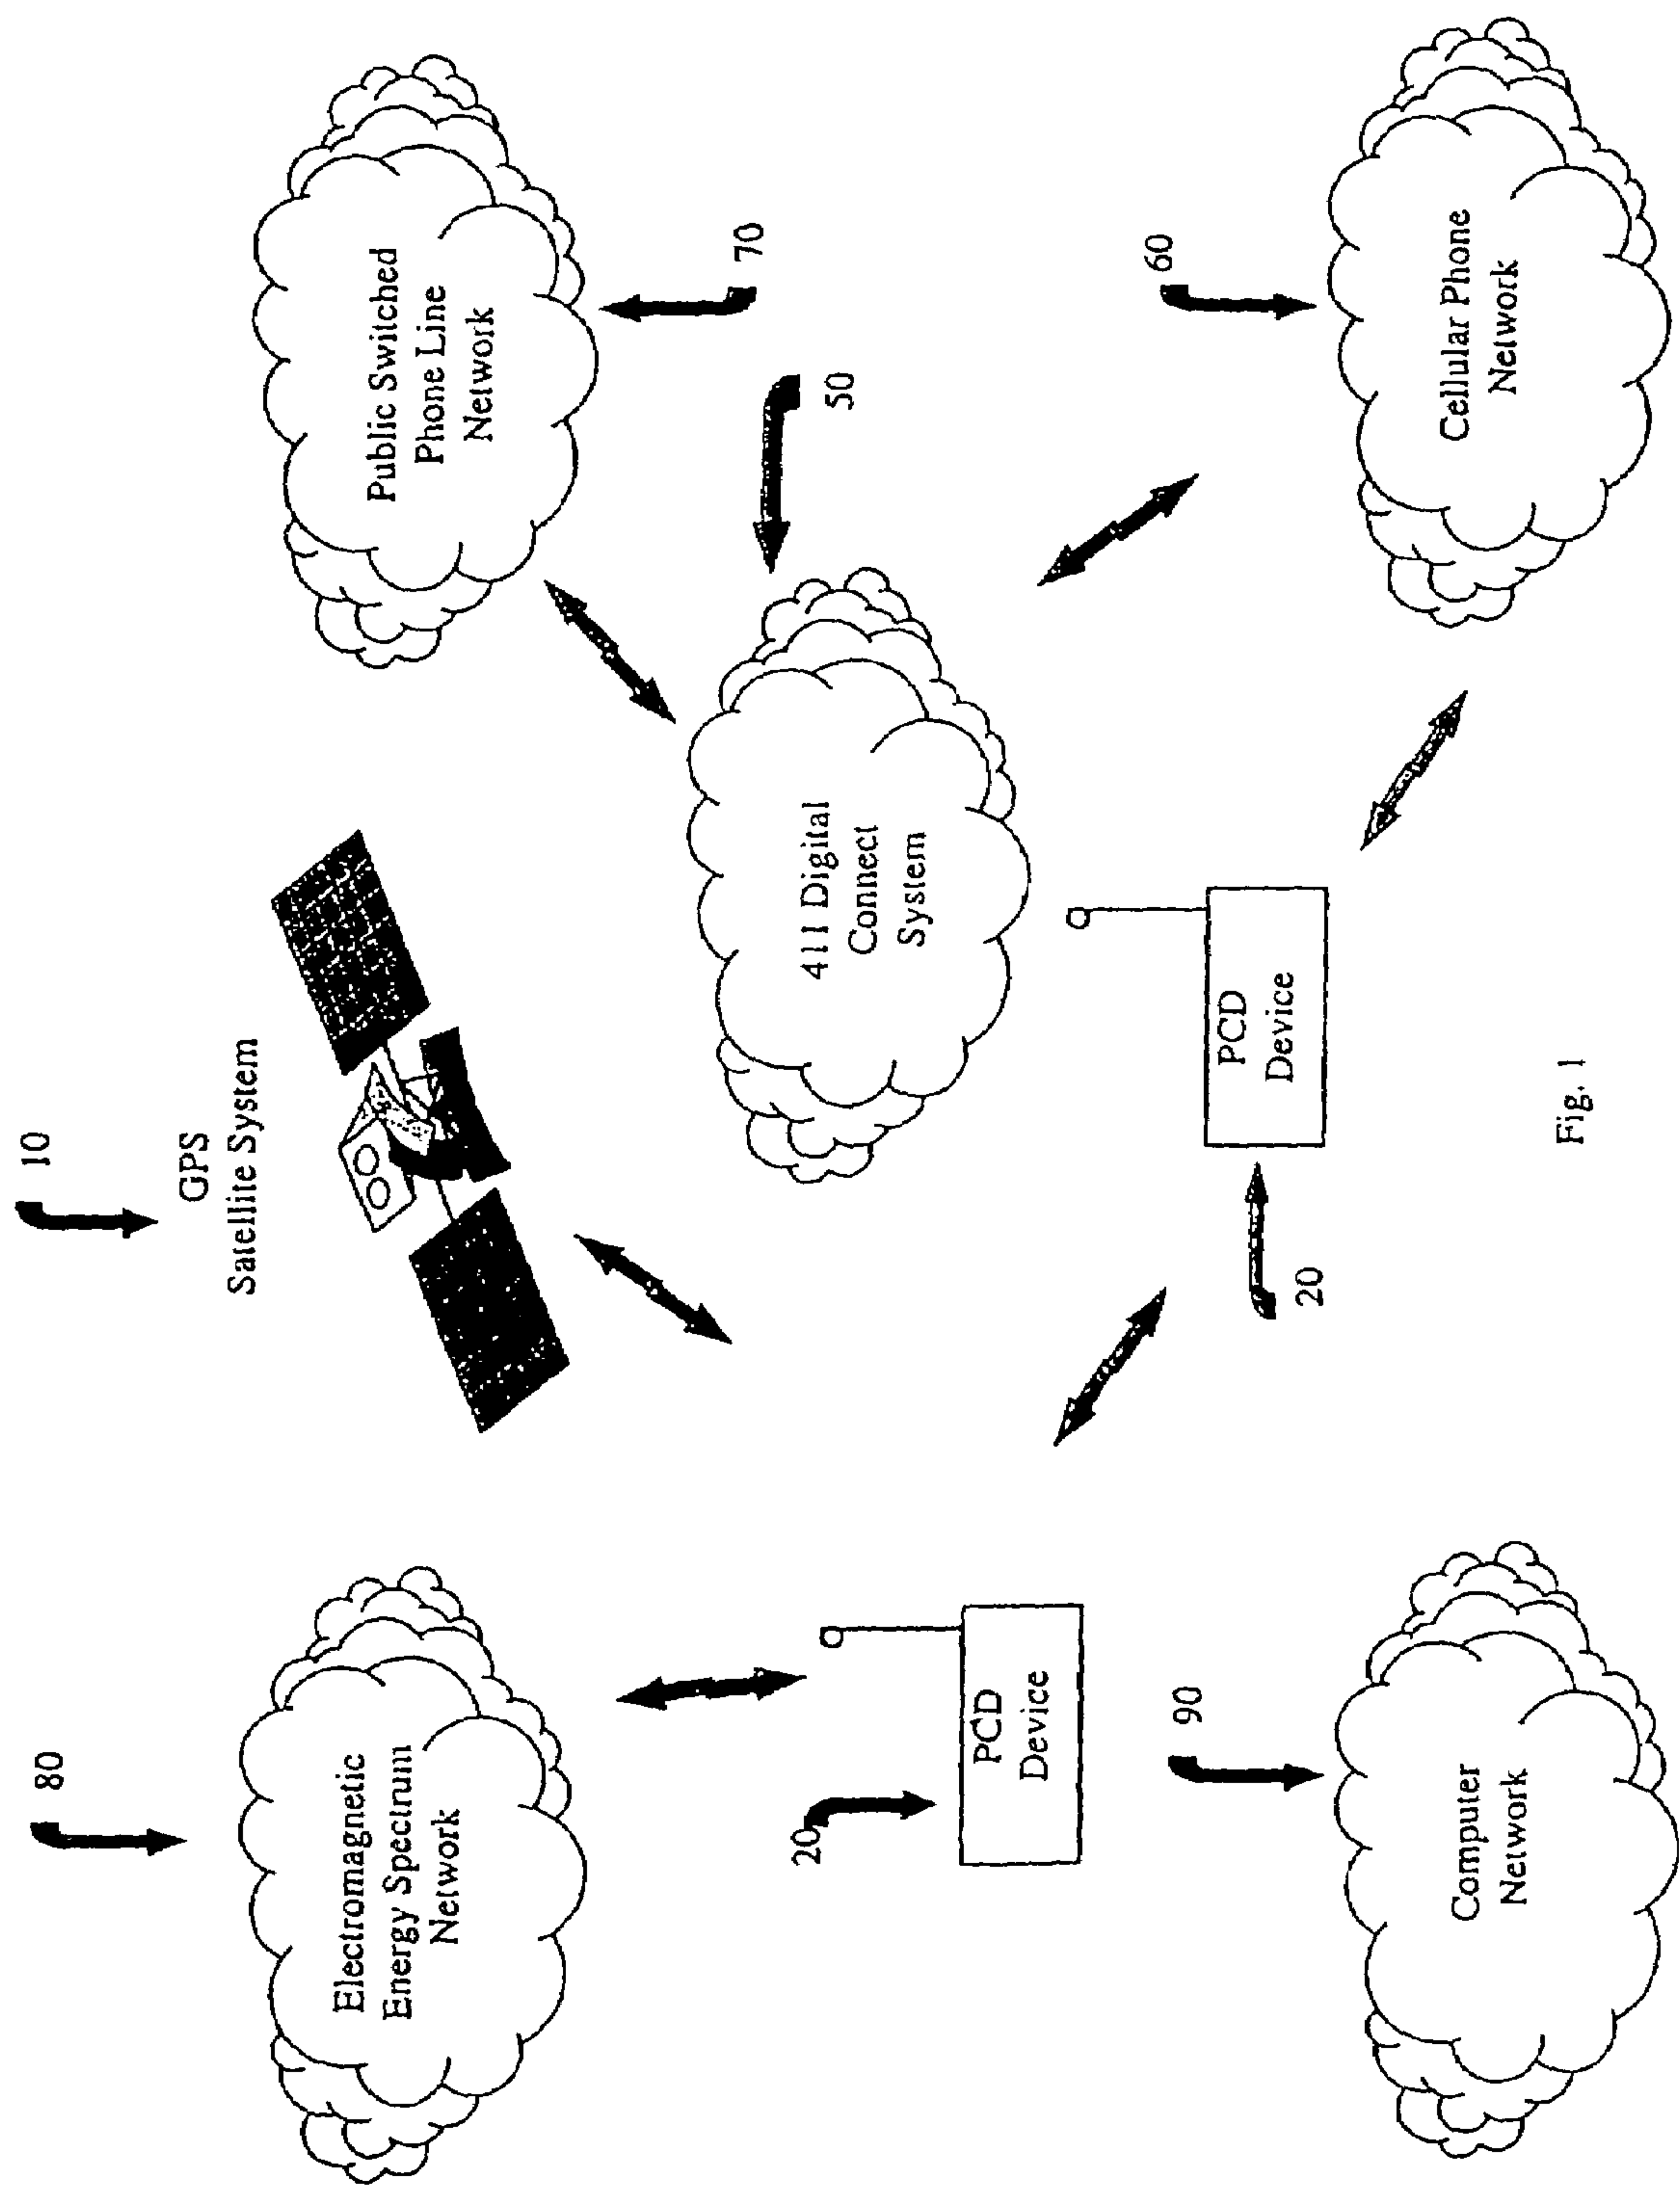 10
GPS
Satellite System
80
Electromagnetic
Energy Spectrum
Network
Public Switched
Phone Line
Network
70
50
411 Digital
Connect
System
20
PCD
Device
60
Cellular Phone
Network
PCD
Device
20
90
Computer
Network
Fig. 1